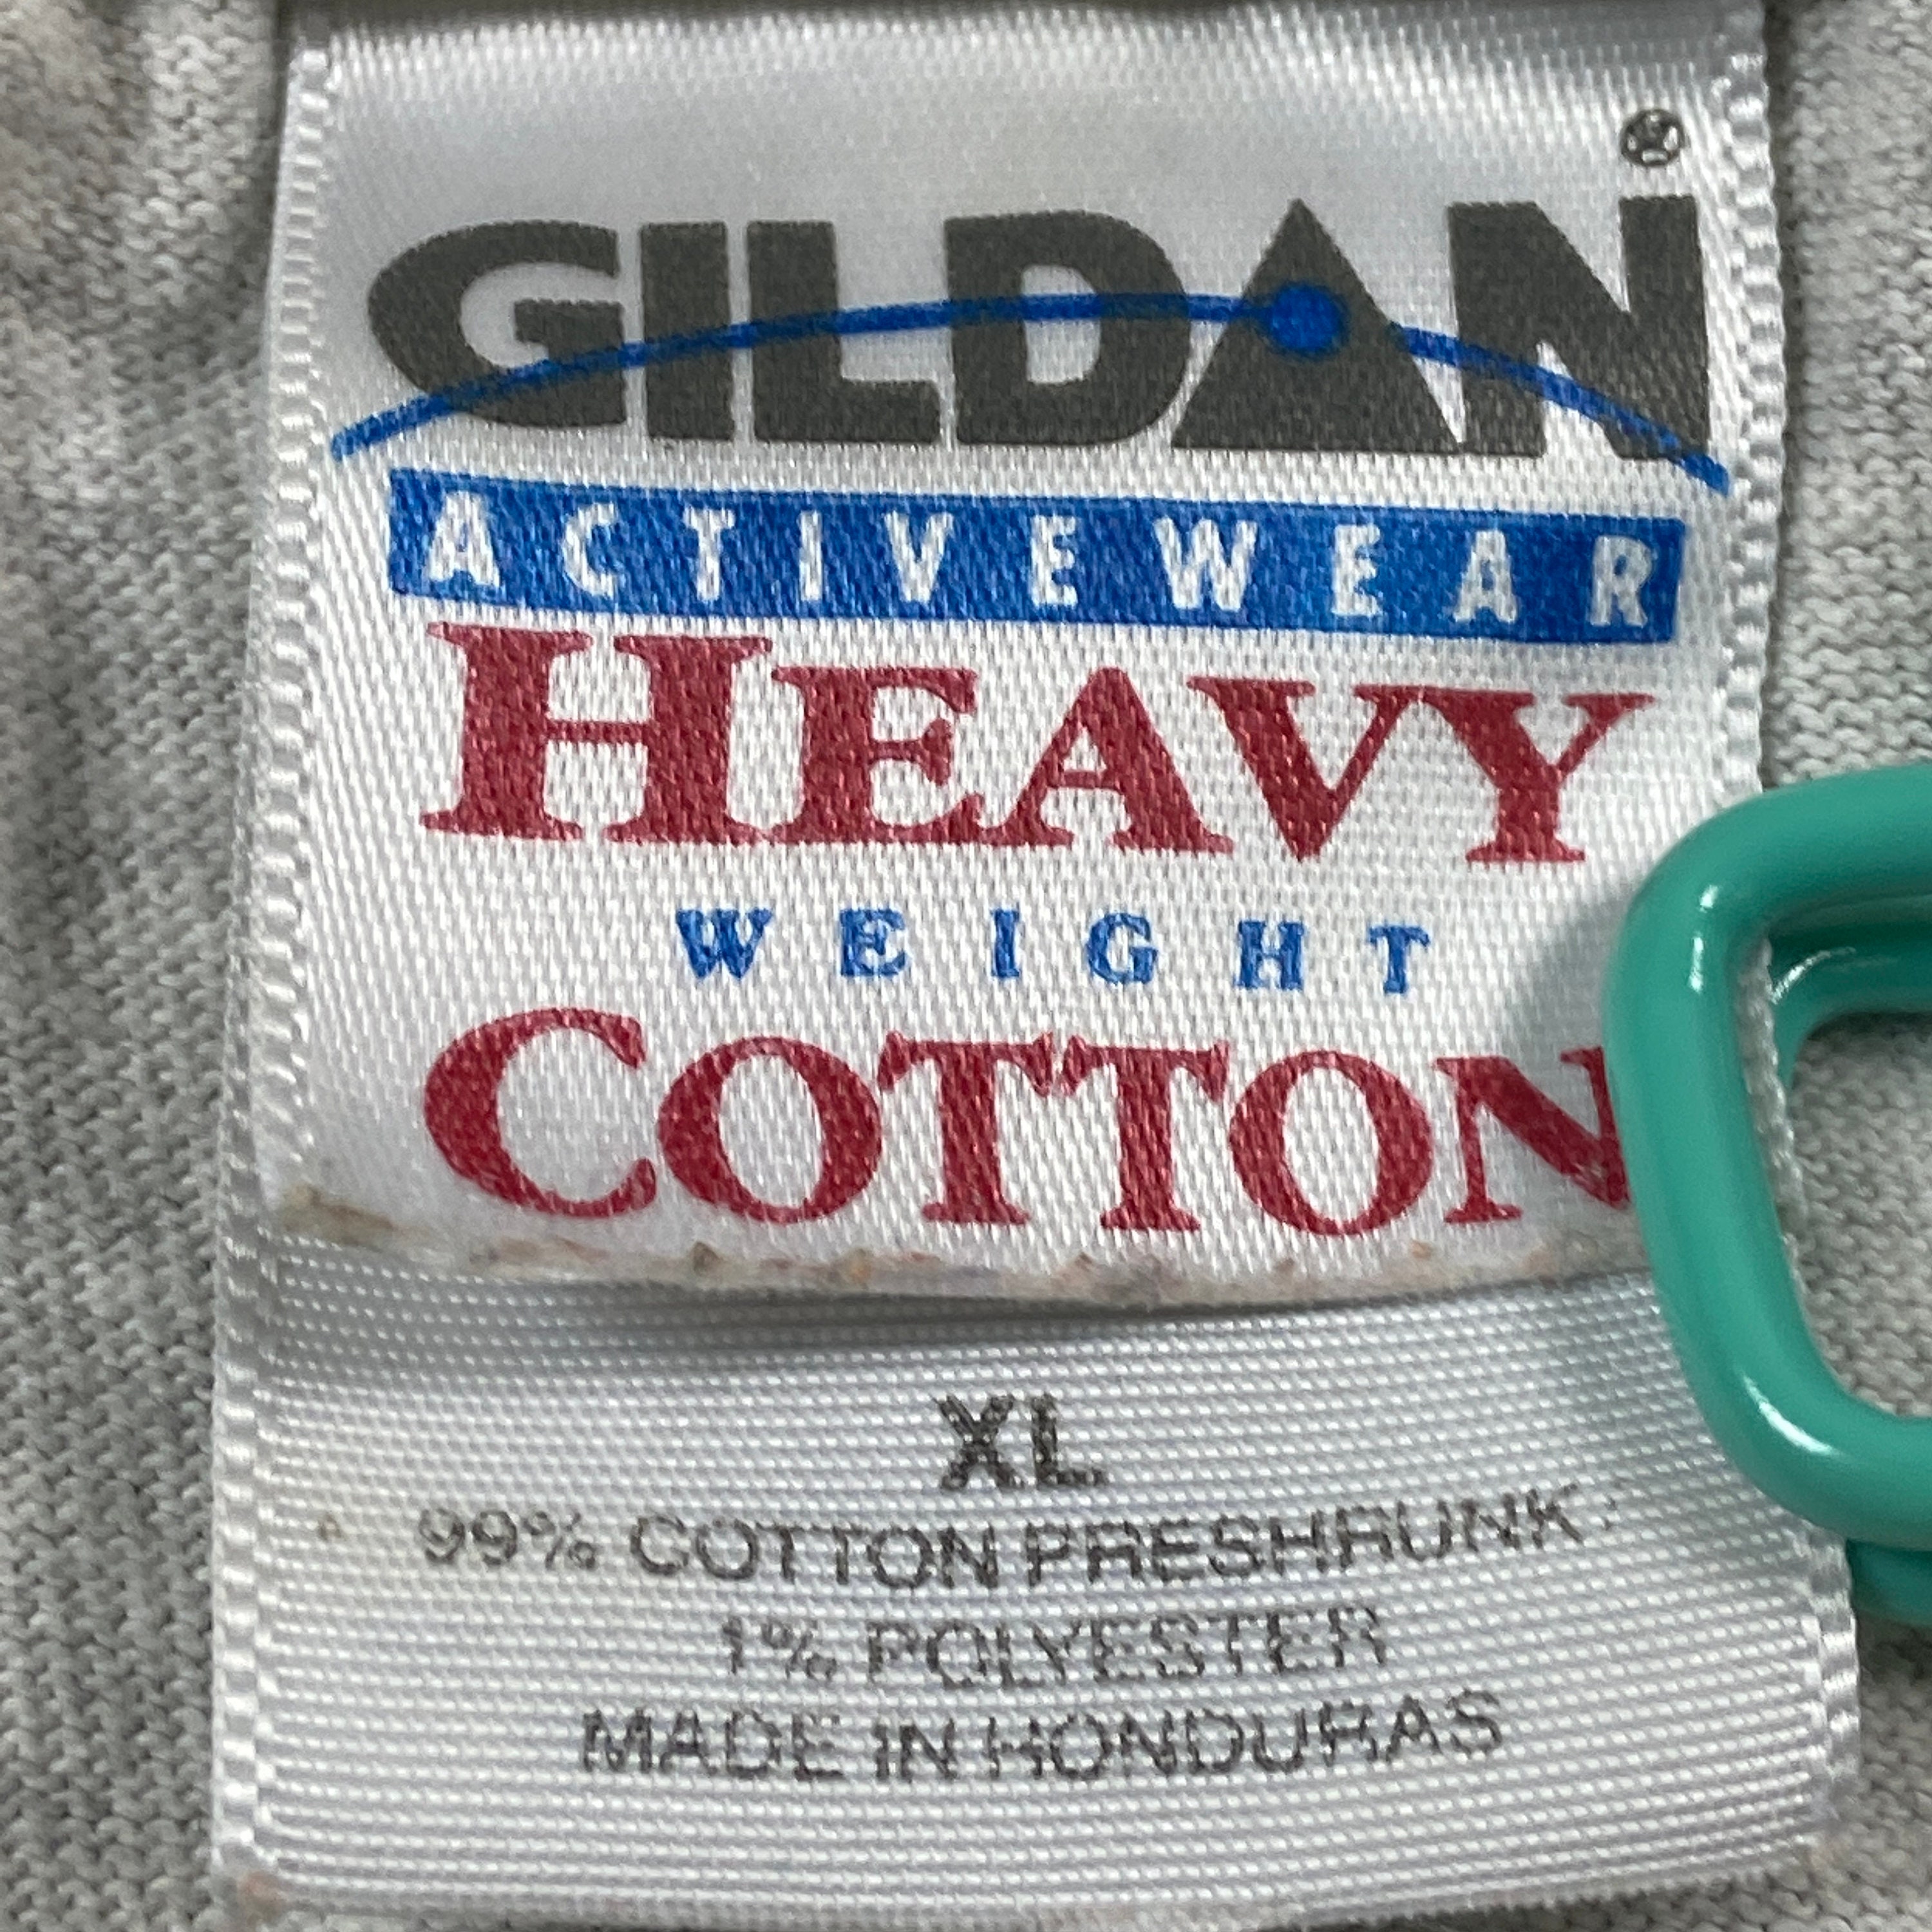 GILDAN®
ACTIVEWEAR
HEAVY
WEIGHT
COTTON
XL
99% COTTON PRESHRUNK
1% POLYESTER
MADE IN HONDURAS